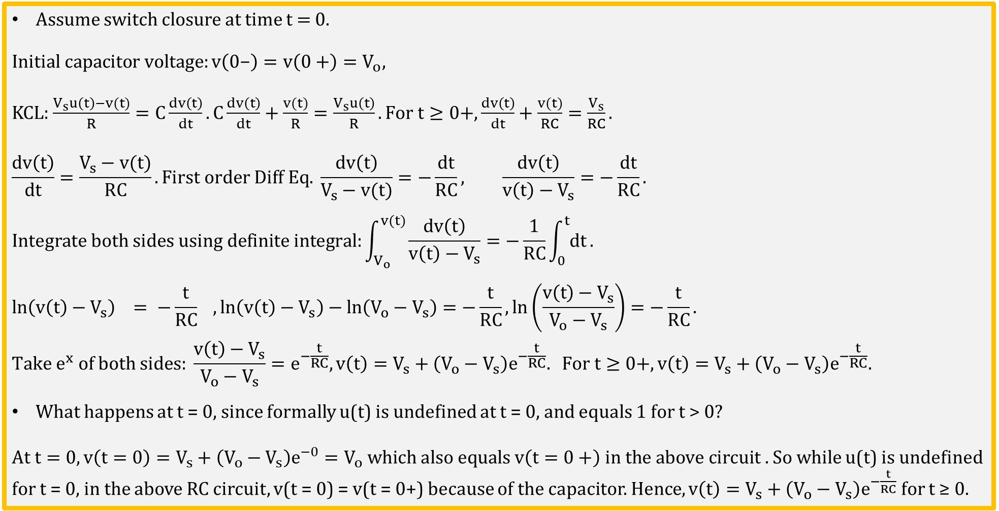 • Assume switch closure at time t = 0.
Initial capacitor voltage: v(0−) = v(0 +) = Vₒ,
KCL: \frac{V_s u(t)−v(t)}{R} = C \frac{dv(t)}{dt} . C \frac{dv(t)}{dt} + \frac{v(t)}{R} = \frac{V_s u(t)}{R} . For t ≥ 0+, \frac{dv(t)}{dt} + \frac{v(t)}{RC} = \frac{V_s}{RC} .
\frac{dv(t)}{dt} = \frac{V_s − v(t)}{RC} . First order Diff Eq. \frac{dv(t)}{V_s − v(t)} = − \frac{dt}{RC} , \frac{dv(t)}{v(t) − V_s} = − \frac{dt}{RC} .
Integrate both sides using definite integral: \int_{V_o}^{v(t)} \frac{dv(t)}{v(t) − V_s} = − \frac{1}{RC} \int_{0}^{t} dt .
ln(v(t) − V_s) = − \frac{t}{RC} , ln(v(t) − V_s) − ln(V_o − V_s) = − \frac{t}{RC} , ln \left( \frac{v(t) − V_s}{V_o − V_s} \right) = − \frac{t}{RC} .
Take e^x of both sides: \frac{v(t) − V_s}{V_o − V_s} = e^{−\frac{t}{RC}}, v(t) = V_s + (V_o − V_s)e^{−\frac{t}{RC}}. For t ≥ 0+, v(t) = V_s + (V_o − V_s)e^{−\frac{t}{RC}}.
• What happens at t = 0, since formally u(t) is undefined at t = 0, and equals 1 for t > 0?
At t = 0, v(t = 0) = V_s + (V_o − V_s)e^{−0} = V_o which also equals v(t = 0 +) in the above circuit . So while u(t) is undefined
for t = 0, in the above RC circuit, v(t = 0) = v(t = 0+) because of the capacitor. Hence, v(t) = V_s + (V_o − V_s)e^{−\frac{t}{RC}} for t ≥ 0.